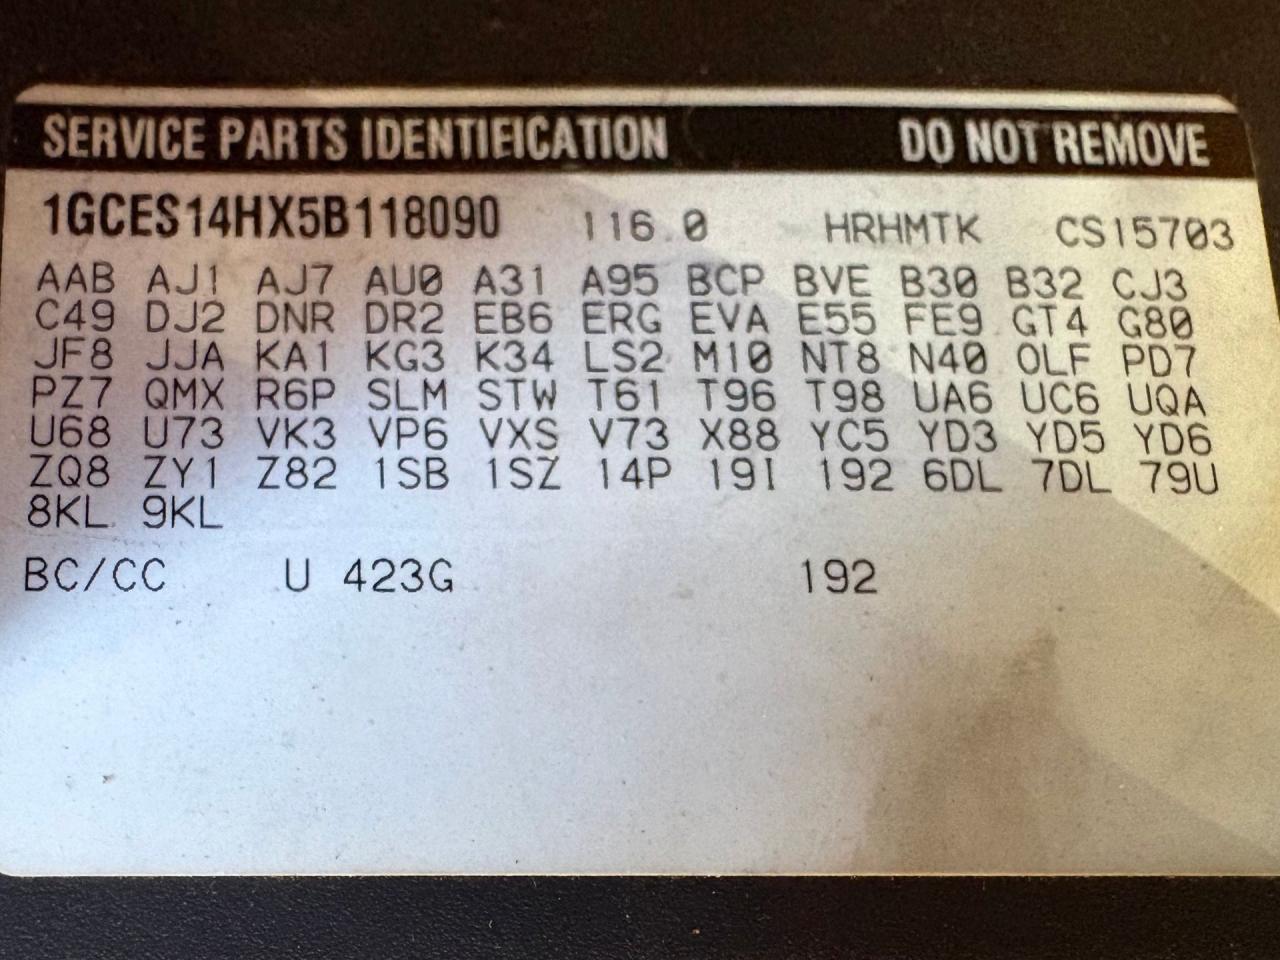 SERVICE PARTS IDENTIFICATION DO NOT REMOVE
1GCES14HX5B118090 116.0 HRHMTK CS15703
AAB AJ1 AJ7 AU0 A31 A95 BCP BVE B30 B32 CJ3
C49 DJ2 DNR DR2 EB6 ERG EVA E55 FE9 GT4 G80
JF8 JJA KA1 KG3 K34 LS2 M10 NT8 N40 OLF PD7
PZ7 QMX R6P SLM STW T61 T96 T98 UA6 UC6 UQA
U68 U73 VK3 VP6 VXS V73 X88 YC5 YD3 YD5 YD6
ZQ8 ZY1 Z82 1SB 1SZ 14P 19I 192 6DL 7DL 79U
8KL 9KL
BC/CC U 423G 192